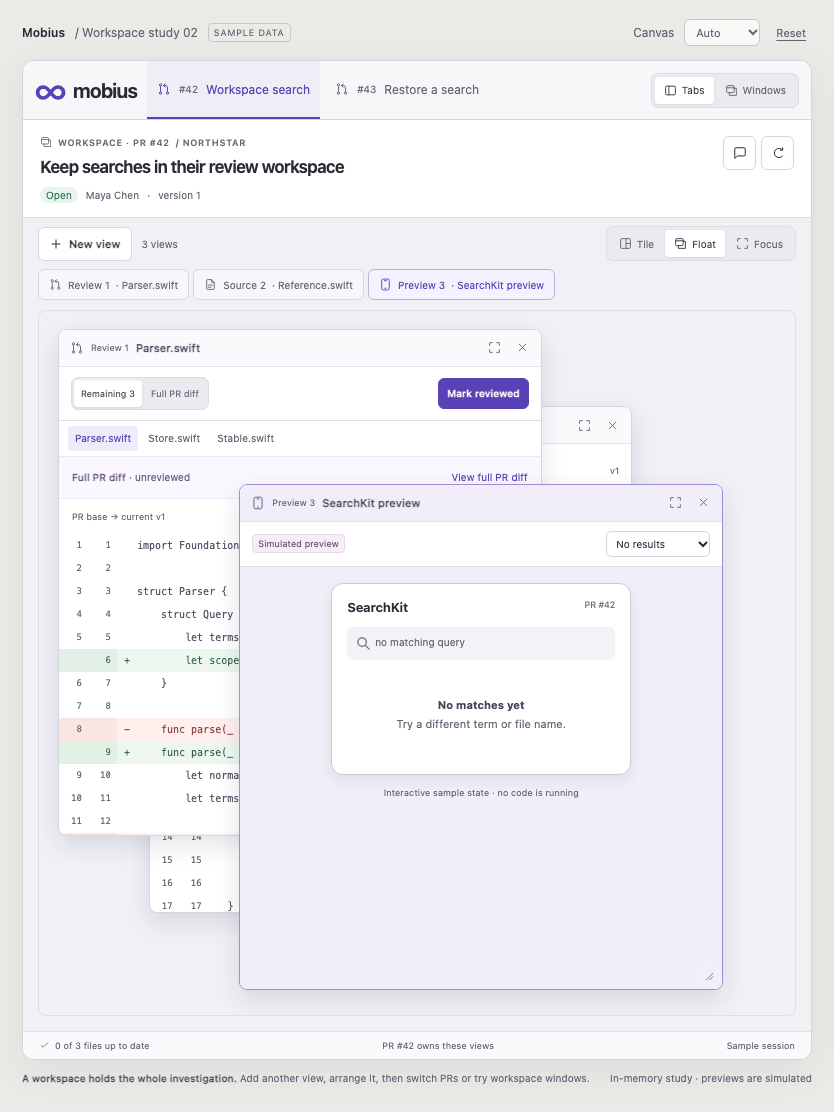 Mobius / Workspace study 02 SAMPLE DATA Canvas Auto Reset
mobius #42 Workspace search #43 Restore a search Tabs Windows
WORKSPACE · PR #42 / NORTHSTAR
Keep searches in their review workspace
Open Maya Chen · version 1
New view 3 views Tile Float Focus
Review 1 · Parser.swift Source 2 · Reference.swift Preview 3 · SearchKit preview
Review 1 Parser.swift
Remaining 3 Full PR diff Mark reviewed
Parser.swift Store.swift Stable.swift
Full PR diff · unreviewed View full PR diff
PR base → current v1
1 1 import Foundation
2 2
3 3 struct Parser {
4 4 struct Query
5 5 let terms
6 + let scope
6 7 }
7 8
8 − func parse(_
9 + func parse(_
9 10 let norma
10 11 let terms
11 12
v1
14 14
15 15
16 16
17 17 }
Preview 3 SearchKit preview
Simulated preview No results
SearchKit PR #42
no matching query
No matches yet
Try a different term or file name.
Interactive sample state · no code is running
0 of 3 files up to date PR #42 owns these views Sample session
A workspace holds the whole investigation. Add another view, arrange it, then switch PRs or try workspace windows. In-memory study · previews are simulated